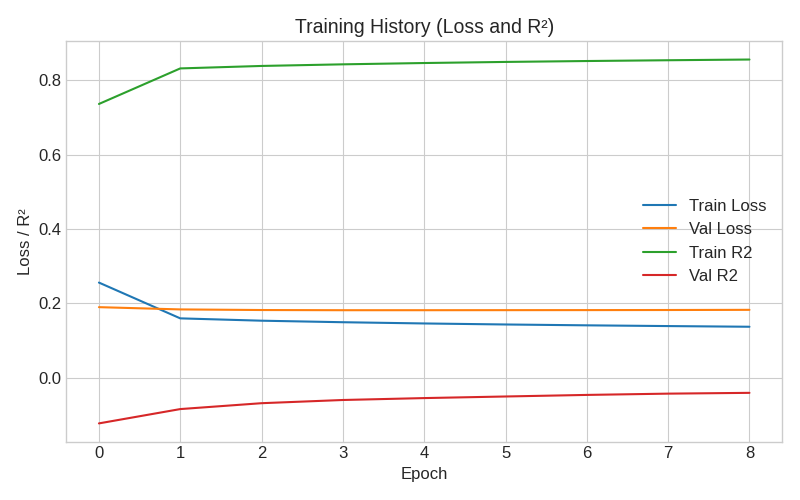 Training History (Loss and R²)
Loss / R²
0.8
0.6
0.4
0.2
0.0
Train Loss
Val Loss
Train R2
Val R2
0 1 2 3 4 5 6 7 8
Epoch